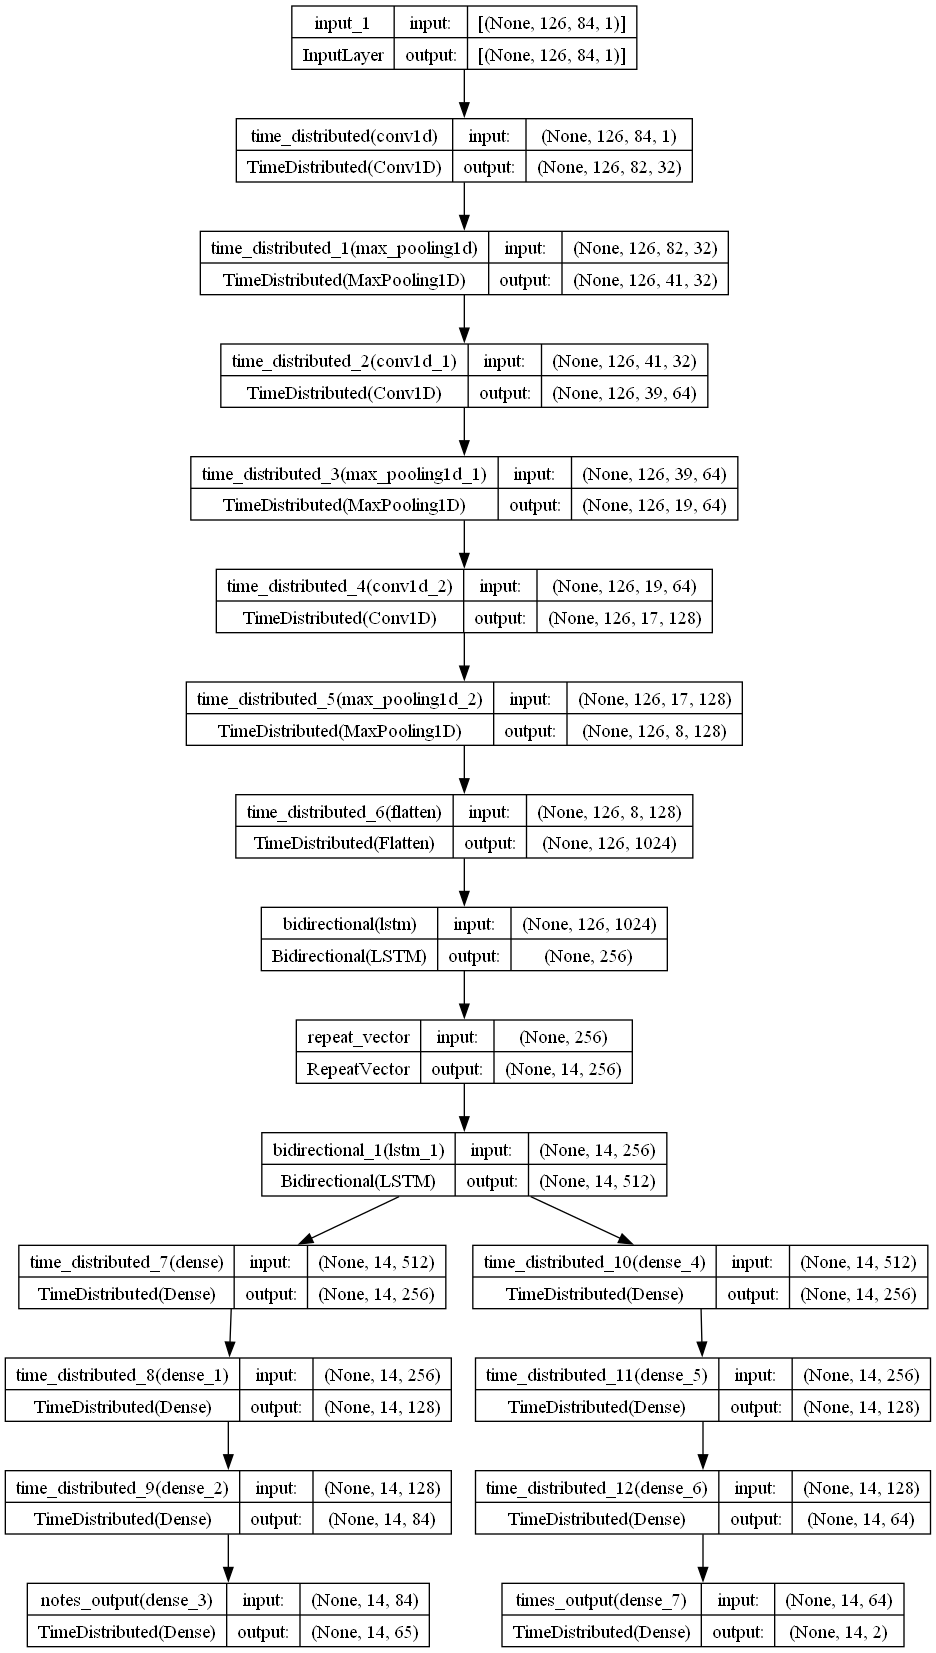 input_1 input: [(None, 126, 84, 1)]
InputLayer output: [(None, 126, 84, 1)]
time_distributed(conv1d) input: (None, 126, 84, 1)
TimeDistributed(Conv1D) output: (None, 126, 82, 32)
time_distributed_1(max_pooling1d) input: (None, 126, 82, 32)
TimeDistributed(MaxPooling1D) output: (None, 126, 41, 32)
time_distributed_2(conv1d_1) input: (None, 126, 41, 32)
TimeDistributed(Conv1D) output: (None, 126, 39, 64)
time_distributed_3(max_pooling1d_1) input: (None, 126, 39, 64)
TimeDistributed(MaxPooling1D) output: (None, 126, 19, 64)
time_distributed_4(conv1d_2) input: (None, 126, 19, 64)
TimeDistributed(Conv1D) output: (None, 126, 17, 128)
time_distributed_5(max_pooling1d_2) input: (None, 126, 17, 128)
TimeDistributed(MaxPooling1D) output: (None, 126, 8, 128)
time_distributed_6(flatten) input: (None, 126, 8, 128)
TimeDistributed(Flatten) output: (None, 126, 1024)
bidirectional(lstm) input: (None, 126, 1024)
Bidirectional(LSTM) output: (None, 256)
repeat_vector input: (None, 256)
RepeatVector output: (None, 14, 256)
bidirectional_1(lstm_1) input: (None, 14, 256)
Bidirectional(LSTM) output: (None, 14, 512)
time_distributed_7(dense) input: (None, 14, 512)
TimeDistributed(Dense) output: (None, 14, 256)
time_distributed_10(dense_4) input: (None, 14, 512)
TimeDistributed(Dense) output: (None, 14, 256)
time_distributed_8(dense_1) input: (None, 14, 256)
TimeDistributed(Dense) output: (None, 14, 128)
time_distributed_11(dense_5) input: (None, 14, 256)
TimeDistributed(Dense) output: (None, 14, 128)
time_distributed_9(dense_2) input: (None, 14, 128)
TimeDistributed(Dense) output: (None, 14, 84)
time_distributed_12(dense_6) input: (None, 14, 128)
TimeDistributed(Dense) output: (None, 14, 64)
notes_output(dense_3) input: (None, 14, 84)
TimeDistributed(Dense) output: (None, 14, 65)
times_output(dense_7) input: (None, 14, 64)
TimeDistributed(Dense) output: (None, 14, 2)